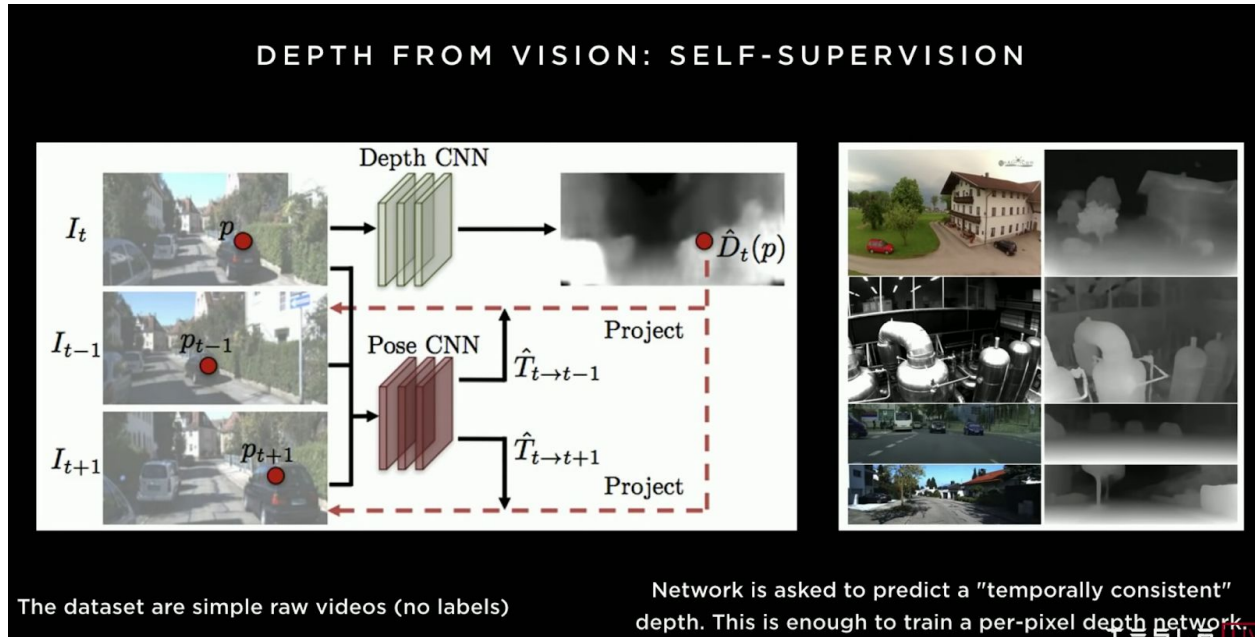 DEPTH FROM VISION: SELF-SUPERVISION
Depth CNN
I_t
p
D̂_t(p)
Project
I_{t-1}
p_{t-1}
Pose CNN
T̂_{t→t-1}
I_{t+1}
p_{t+1}
T̂_{t→t+1}
Project
The dataset are simple raw videos (no labels)
Network is asked to predict a "temporally consistent"
depth. This is enough to train a per-pixel depth network.